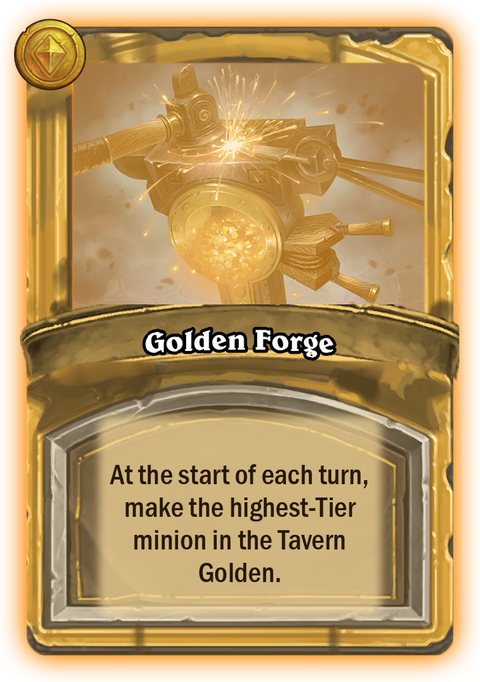 Golden Forge
At the start of each turn,
make the highest-Tier
minion in the Tavern
Golden.